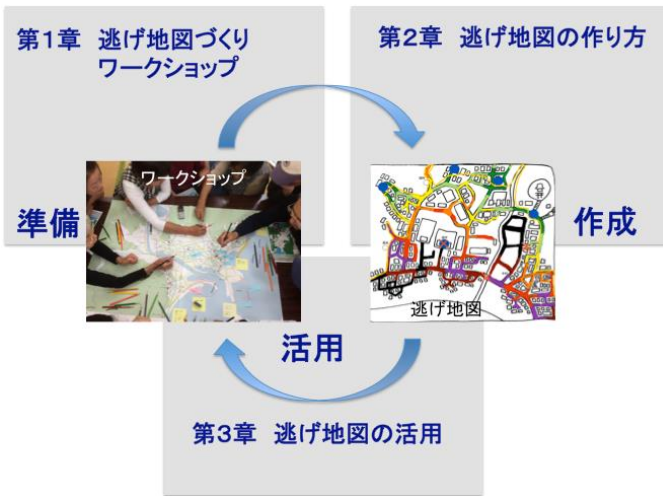 第1章 逃げ地図づくり
ワークショップ
第2章 逃げ地図の作り方
ワークショップ
準備
作成
逃げ地図
活用
第3章 逃げ地図の活用